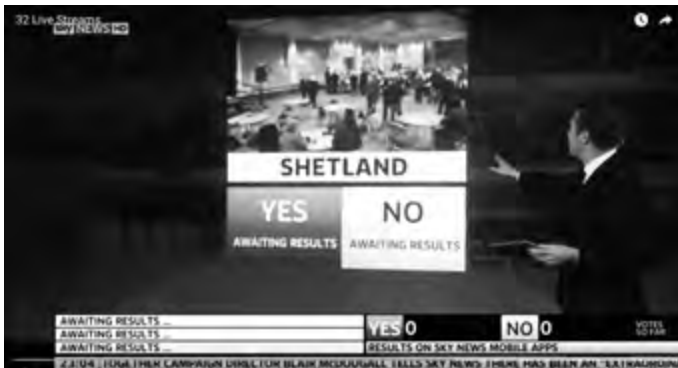 32 Live Streams
sky NEWS HD
SHETLAND
YES NO
AWAITING RESULTS AWAITING RESULTS
AWAITING RESULTS ...
AWAITING RESULTS ...
AWAITING RESULTS ...
YES 0 NO 0 VOTES SO FAR
RESULTS ON SKY NEWS MOBILE APPS
23:04 TOGETHER CAMPAIGN DIRECTOR BLAIR MCDOUGALL TELLS SKY NEWS THERE HAS BEEN AN "EXTRAORDIN